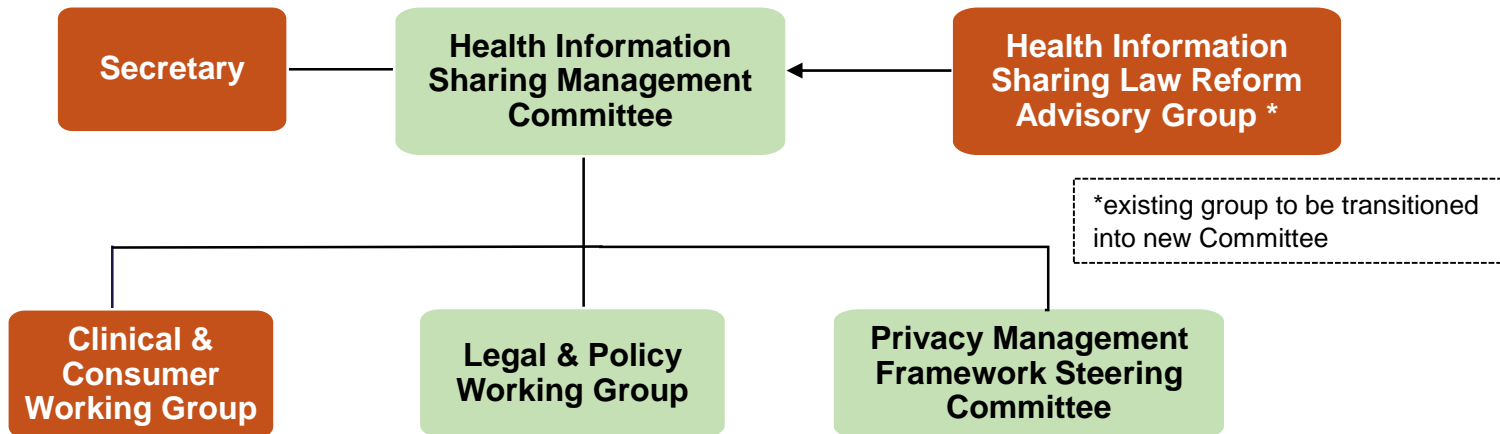 Secretary
Health Information
Sharing Management
Committee
Health Information
Sharing Law Reform
Advisory Group *
*existing group to be transitioned
into new Committee
Clinical &
Consumer
Working Group
Legal & Policy
Working Group
Privacy Management
Framework Steering
Committee